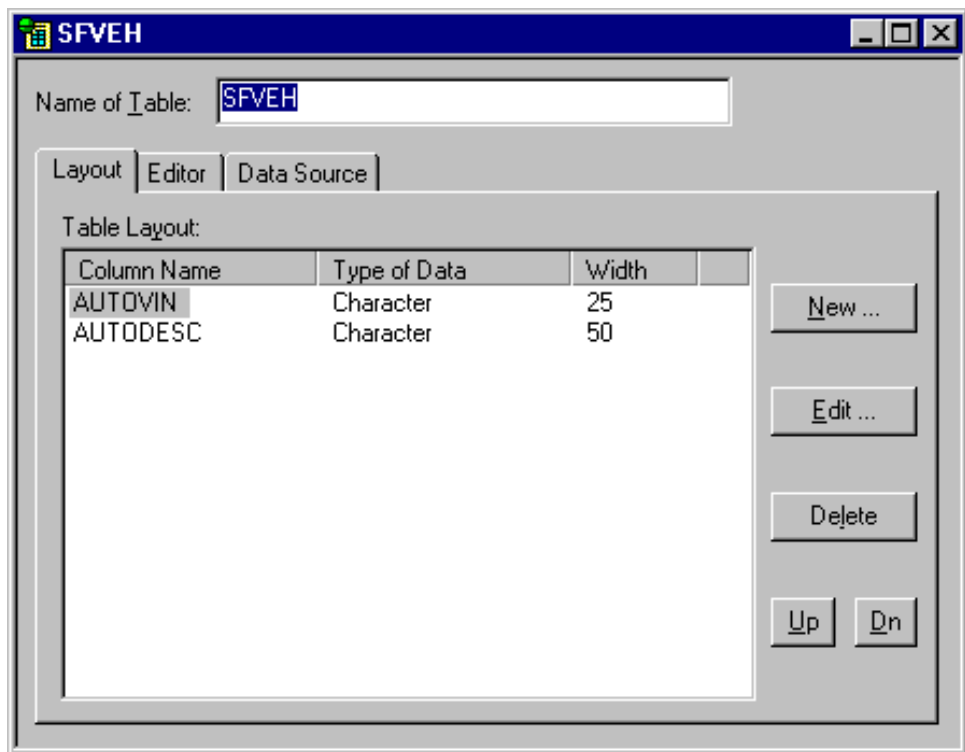 SFVEH
Name of Table: SFVEH
Layout Editor Data Source
Table Layout:
Column Name Type of Data Width
AUTOVIN Character 25
AUTODESC Character 50
New ...
Edit ...
Delete
Up Dn